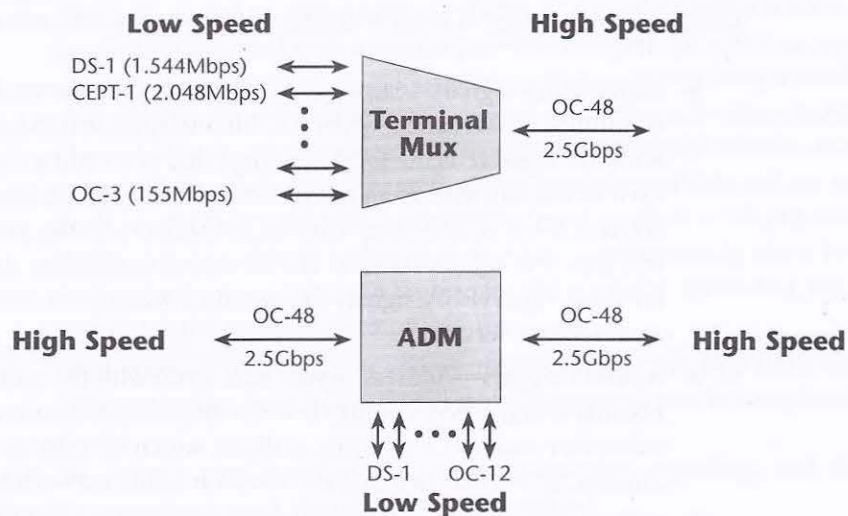 Low Speed
High Speed
DS-1 (1.544Mbps)
CEPT-1 (2.048Mbps)
Terminal
Mux
OC-48
2.5Gbps
OC-3 (155Mbps)
High Speed
OC-48
2.5Gbps
ADM
OC-48
2.5Gbps
High Speed
DS-1
OC-12
Low Speed